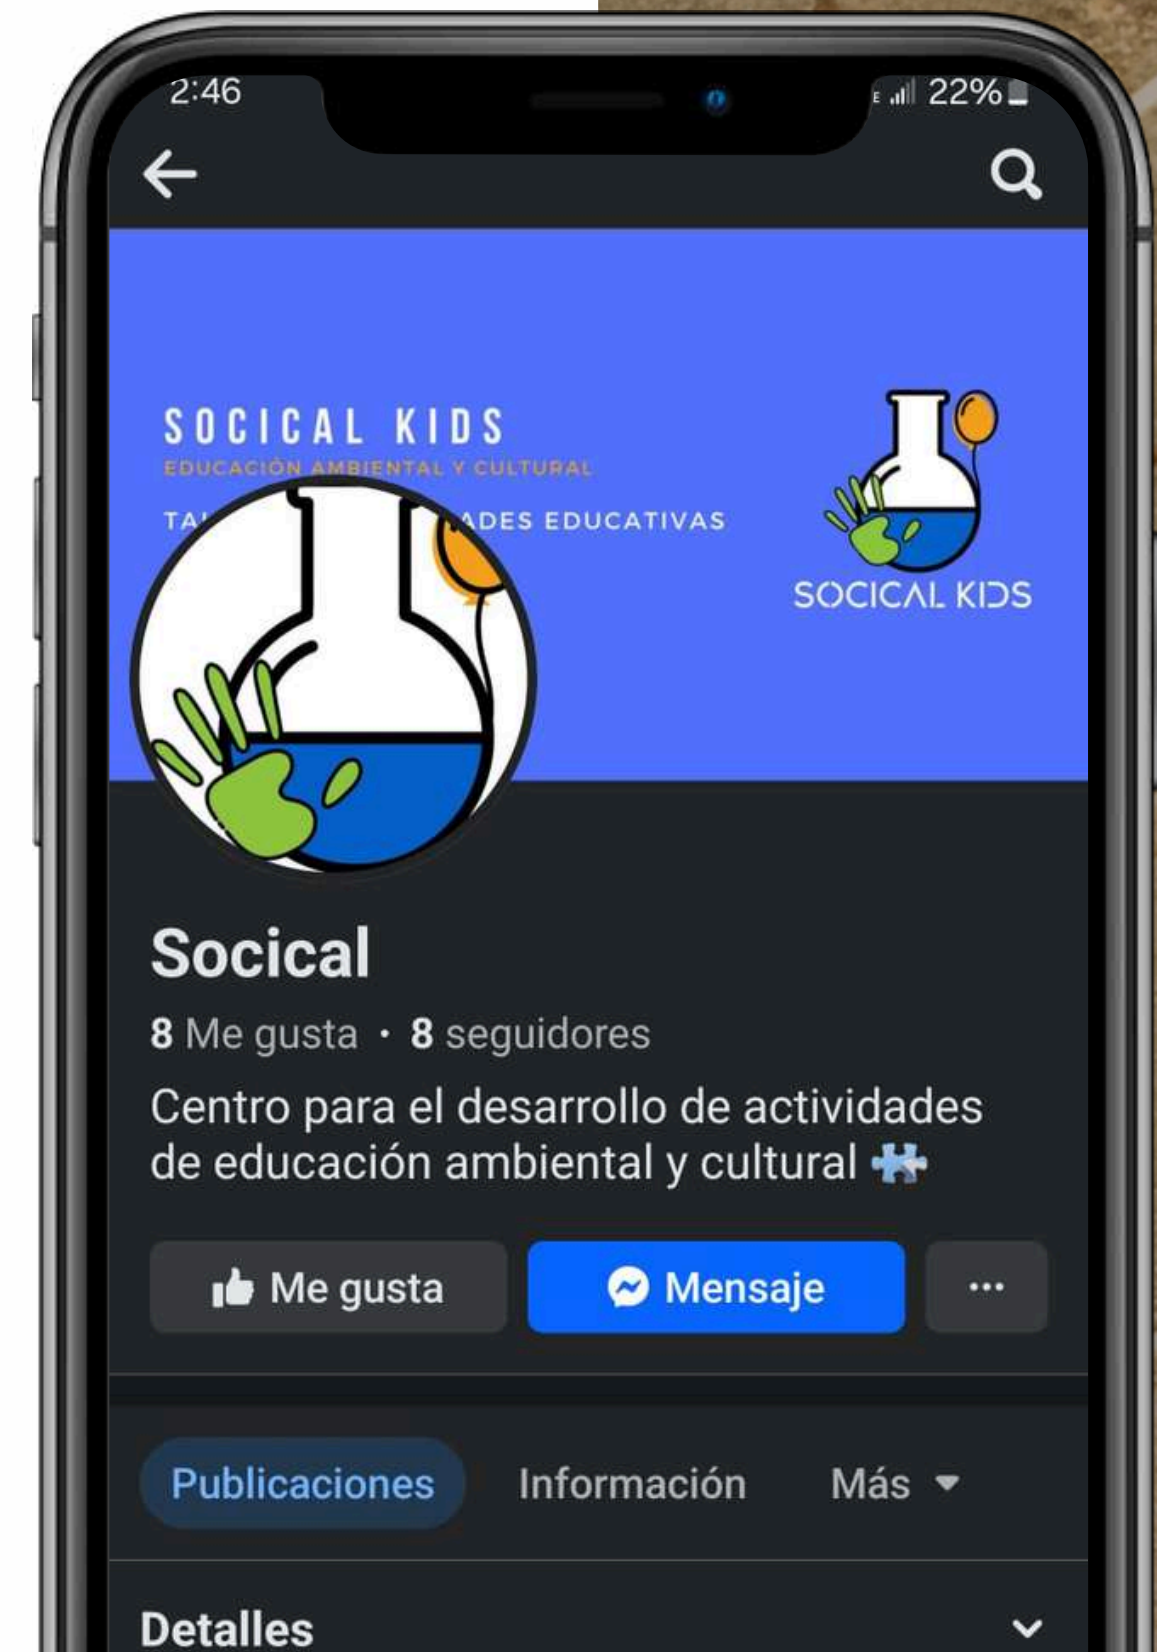 2:46
22%
SOCICAL KIDS
EDUCACIÓN AMBIENTAL Y CULTURAL
EDUCATIVAS
SOCICAL KIDS
Socical
8 Me gusta · 8 seguidores
Centro para el desarrollo de actividades
de educación ambiental y cultural
Me gusta
Mensaje
Publicaciones
Información
Más
Detalles